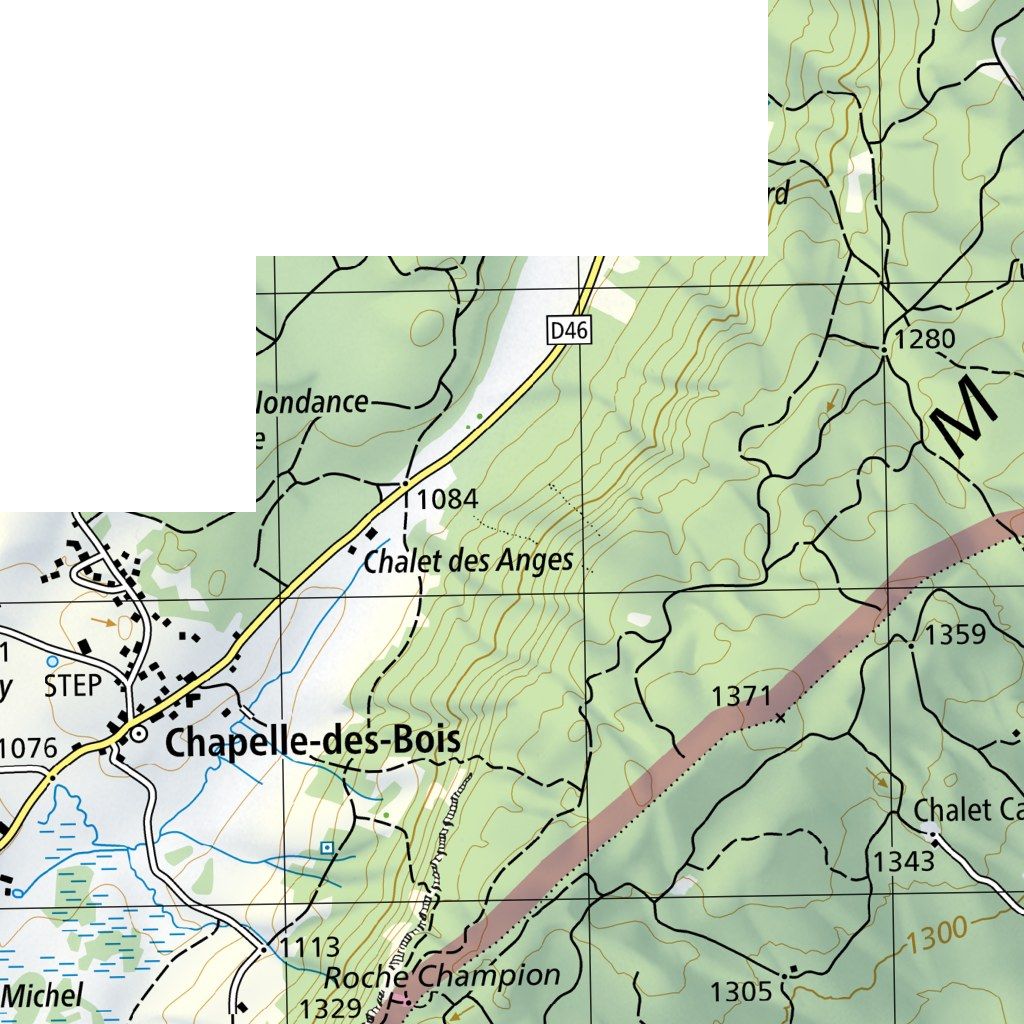 rd
D46
1280
M
1084
Chalet des Anges
1359
STEP
1371
1076
Chapelle-des-Bois
Chalet Ca
1343
1300
1113
Roche Champion
1305
Michel
1329